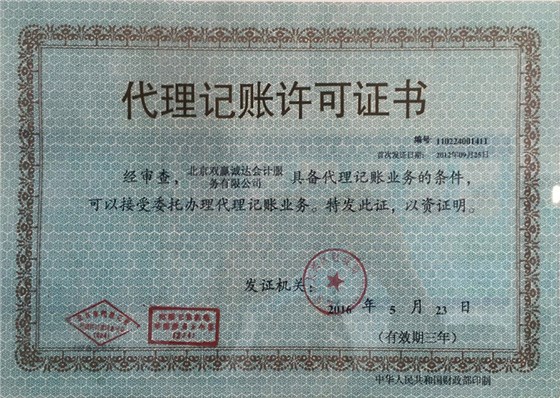 代理记账许可证书
编号: 110224001411
首次发证日期: 2012年09月25日
经审查, 北京双赢诚达会计服务有限公司 具备代理记账业务的条件,
可以接受委托办理代理记账业务。特发此证,以资证明。
发证机关:
2016 年 5 月 23 日
(有效期三年)
中华人民共和国财政部印制